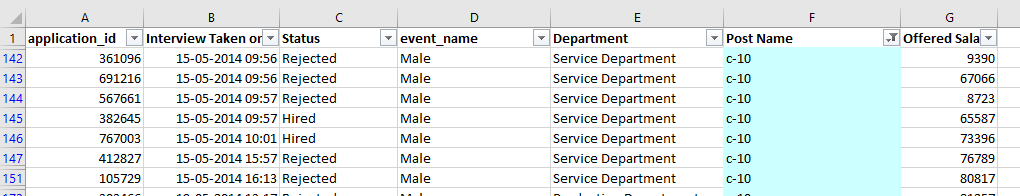 A B C D E F G
1 application_id Interview Taken on Status event_name Department Post Name Offered Sala
142 361096 15-05-2014 09:56 Rejected Male Service Department c-10 9390
143 691216 15-05-2014 09:56 Rejected Male Service Department c-10 67066
144 567661 15-05-2014 09:57 Rejected Male Service Department c-10 8723
145 382645 15-05-2014 09:57 Hired Male Service Department c-10 65587
146 767003 15-05-2014 10:01 Hired Male Service Department c-10 73396
147 412827 15-05-2014 15:57 Rejected Male Service Department c-10 76789
151 105729 15-05-2014 16:13 Rejected Male Service Department c-10 80817